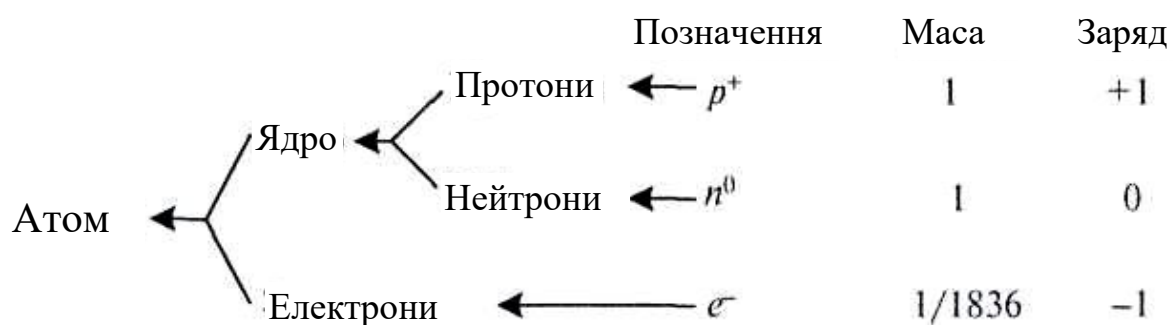 Позначення Маса Заряд
Протони p⁺ 1 +1
Ядро
Нейтрони n⁰ 1 0
Атом
Електрони e⁻ 1/1836 –1